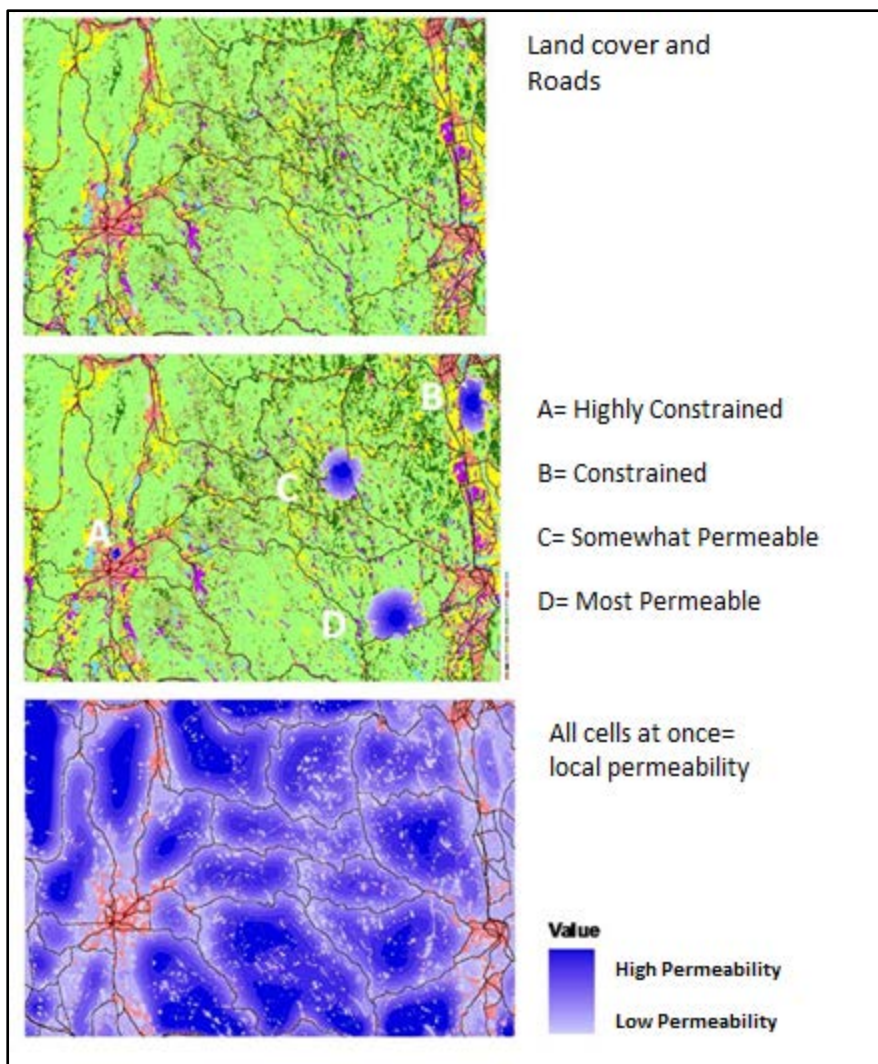 Land cover and
Roads
B
A= Highly Constrained
B= Constrained
C
A
C= Somewhat Permeable
D= Most Permeable
D
All cells at once=
local permeability
Value
High Permeability
Low Permeability